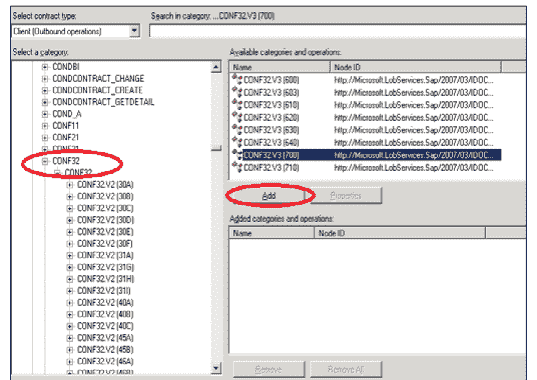 Select contract type:
Search in category: ...CONF32.V3 (700)
Client (Outbound operations)
Select a category:
CONDBI
CONDCONTRACT_CHANGE
CONDCONTRACT_CREATE
CONDCONTRACT_GETDETAIL
COND_A
CONF11
CONF21
CONF31
CONF32
CONF32
CONF32.V2 (30A)
CONF32.V2 (30B)
CONF32.V2 (30C)
CONF32.V2 (30D)
CONF32.V2 (30E)
CONF32.V2 (30F)
CONF32.V2 (31A)
CONF32.V2 (31G)
CONF32.V2 (31H)
CONF32.V2 (31I)
CONF32.V2 (40A)
CONF32.V2 (40B)
CONF32.V2 (40C)
CONF32.V2 (45A)
CONF32.V2 (45B)
CONF32.V2 (46A)
CONF32.V2 (46B)
Available categories and operations:
Name Node ID
CONF32.V3 (600) http://Microsoft.LobServices.Sap/2007/03/IDOC...
CONF32.V3 (603) http://Microsoft.LobServices.Sap/2007/03/IDOC...
CONF32.V3 (610) http://Microsoft.LobServices.Sap/2007/03/IDOC...
CONF32.V3 (620) http://Microsoft.LobServices.Sap/2007/03/IDOC...
CONF32.V3 (630) http://Microsoft.LobServices.Sap/2007/03/IDOC...
CONF32.V3 (640) http://Microsoft.LobServices.Sap/2007/03/IDOC...
CONF32.V3 (700) http://Microsoft.LobServices.Sap/2007/03/IDOC...
CONF32.V3 (710) http://Microsoft.LobServices.Sap/2007/03/IDOC...
Add Properties
Added categories and operations:
Name Node ID
Remove Remove All